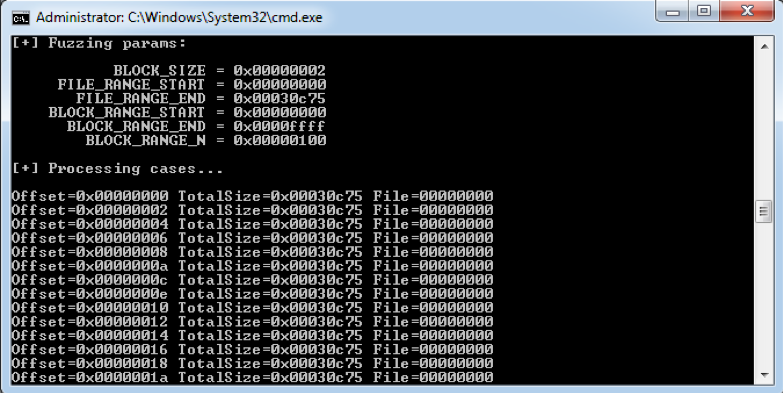 Administrator: C:\Windows\System32\cmd.exe
[+] Fuzzing params:
BLOCK_SIZE = 0x00000002
FILE_RANGE_START = 0x00000000
FILE_RANGE_END = 0x00030c75
BLOCK_RANGE_START = 0x00000000
BLOCK_RANGE_END = 0x0000ffff
BLOCK_RANGE_N = 0x00000100
[+] Processing cases...
Offset=0x00000000 TotalSize=0x00030c75 File=00000000
Offset=0x00000002 TotalSize=0x00030c75 File=00000000
Offset=0x00000004 TotalSize=0x00030c75 File=00000000
Offset=0x00000006 TotalSize=0x00030c75 File=00000000
Offset=0x00000008 TotalSize=0x00030c75 File=00000000
Offset=0x0000000a TotalSize=0x00030c75 File=00000000
Offset=0x0000000c TotalSize=0x00030c75 File=00000000
Offset=0x0000000e TotalSize=0x00030c75 File=00000000
Offset=0x00000010 TotalSize=0x00030c75 File=00000000
Offset=0x00000012 TotalSize=0x00030c75 File=00000000
Offset=0x00000014 TotalSize=0x00030c75 File=00000000
Offset=0x00000016 TotalSize=0x00030c75 File=00000000
Offset=0x00000018 TotalSize=0x00030c75 File=00000000
Offset=0x0000001a TotalSize=0x00030c75 File=00000000